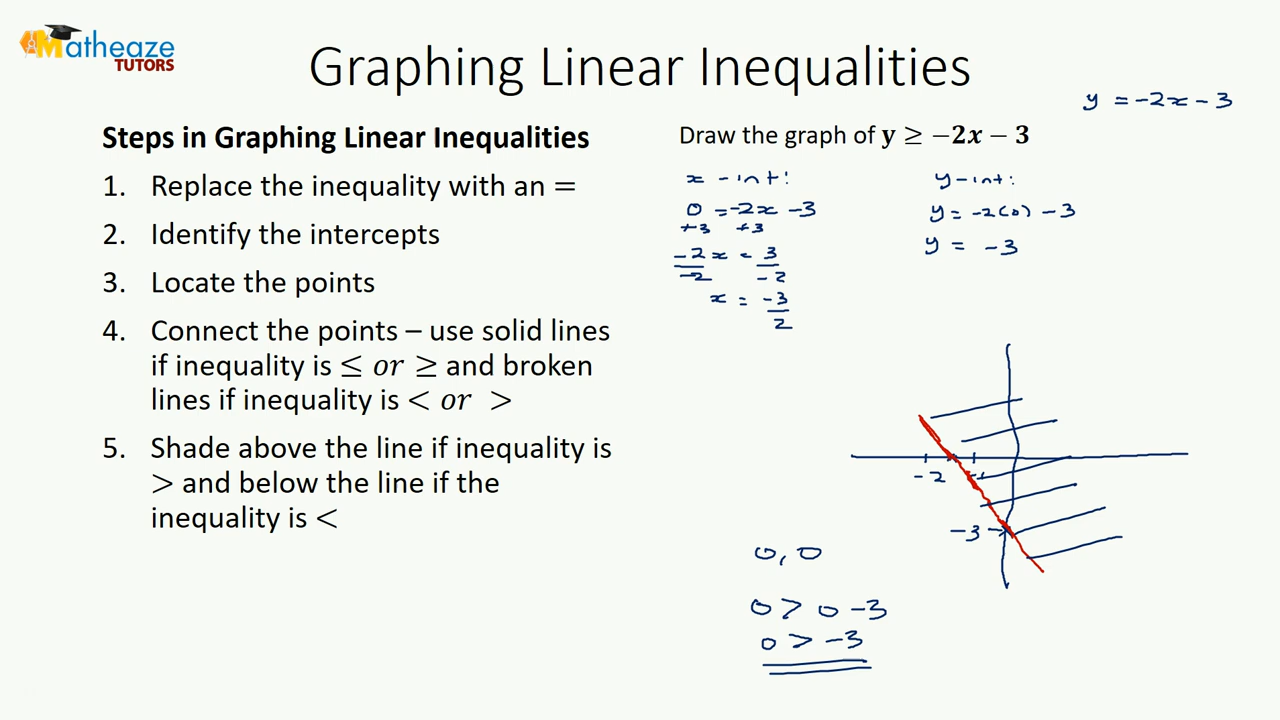 Matheaze
TUTORS
Graphing Linear Inequalities
y = -2x - 3
Steps in Graphing Linear Inequalities
1. Replace the inequality with an =
2. Identify the intercepts
3. Locate the points
4. Connect the points – use solid lines
if inequality is ≤ or ≥ and broken
lines if inequality is < or >
5. Shade above the line if inequality is
> and below the line if the
inequality is <
Draw the graph of y ≥ −2x − 3
x - int:
0 = -2x - 3
+3 +3
-2x = 3
-2 -2
x = -3
2
y-int:
y = -2(0) - 3
y = -3
-2 -1
-3
0, 0
0 > 0 - 3
0 > -3